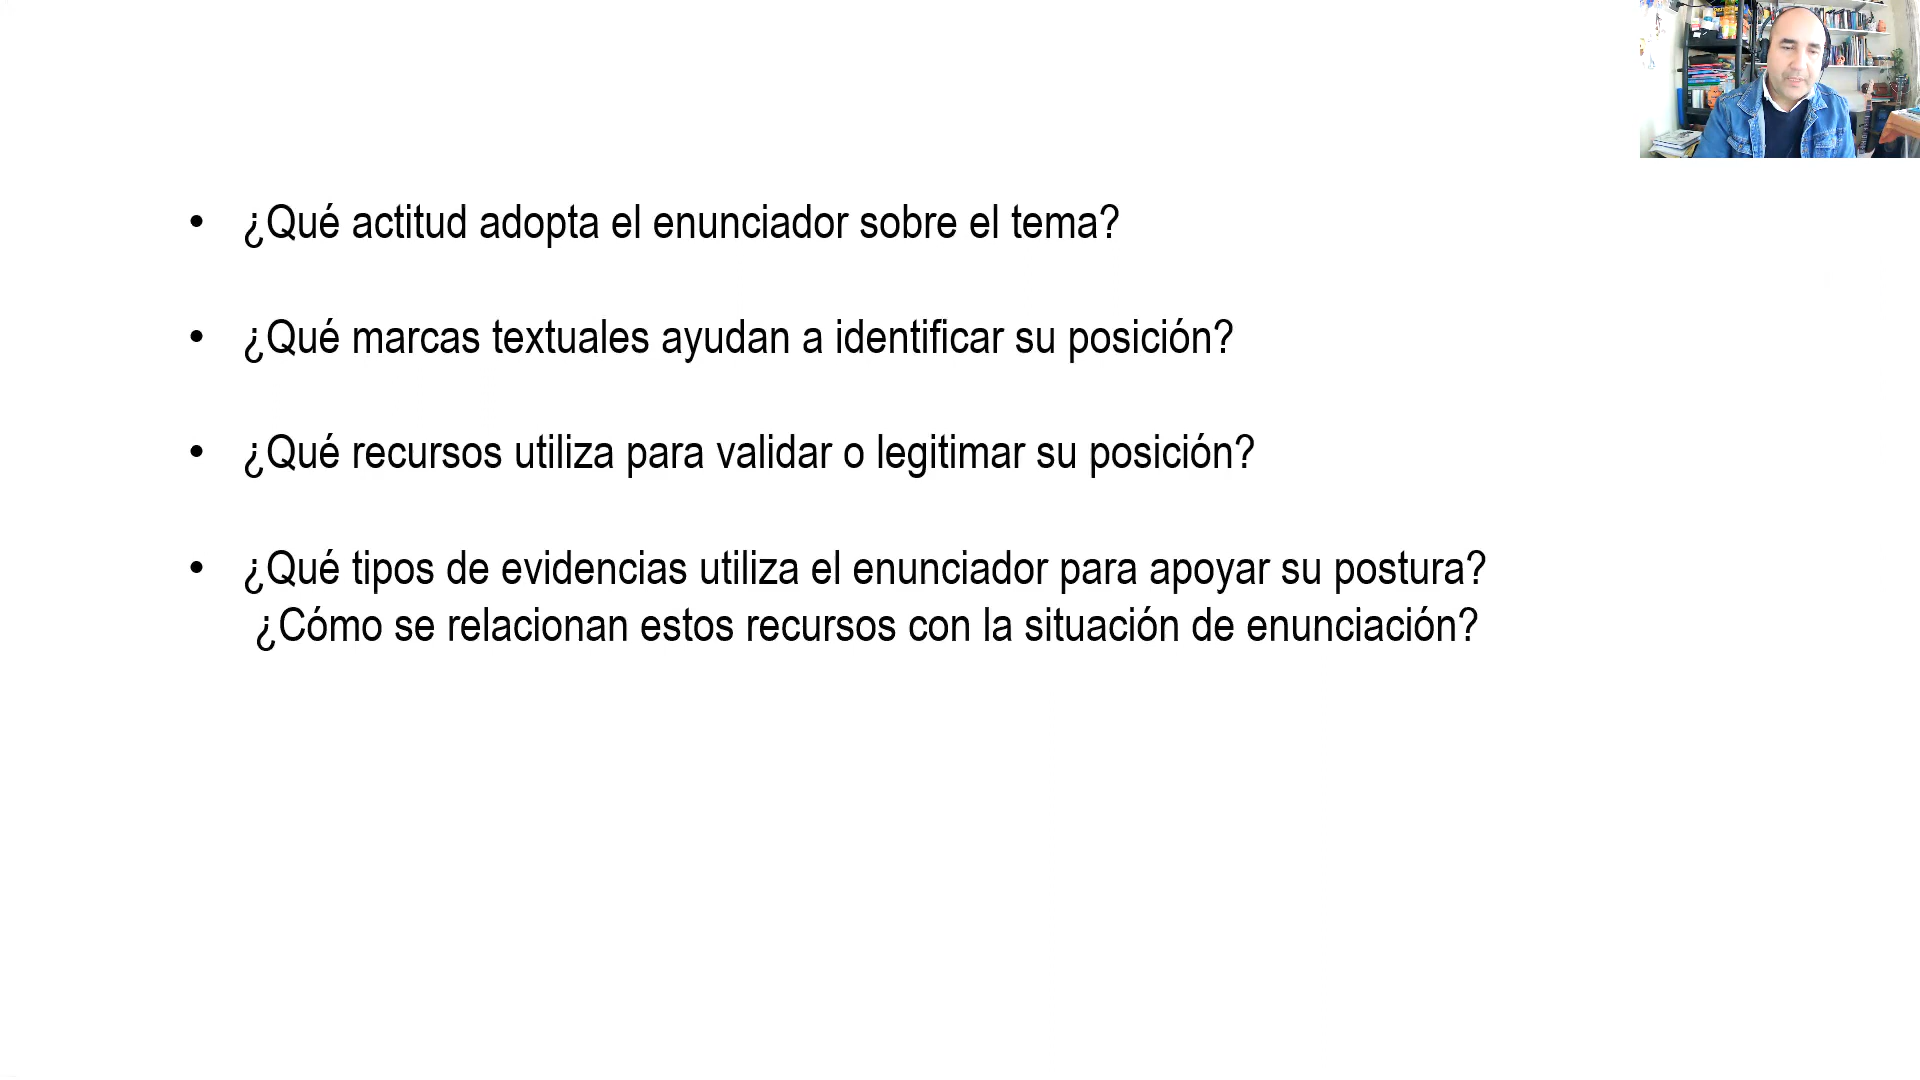 • ¿Qué actitud adopta el enunciador sobre el tema?
• ¿Qué marcas textuales ayudan a identificar su posición?
• ¿Qué recursos utiliza para validar o legitimar su posición?
• ¿Qué tipos de evidencias utiliza el enunciador para apoyar su postura?
¿Cómo se relacionan estos recursos con la situación de enunciación?